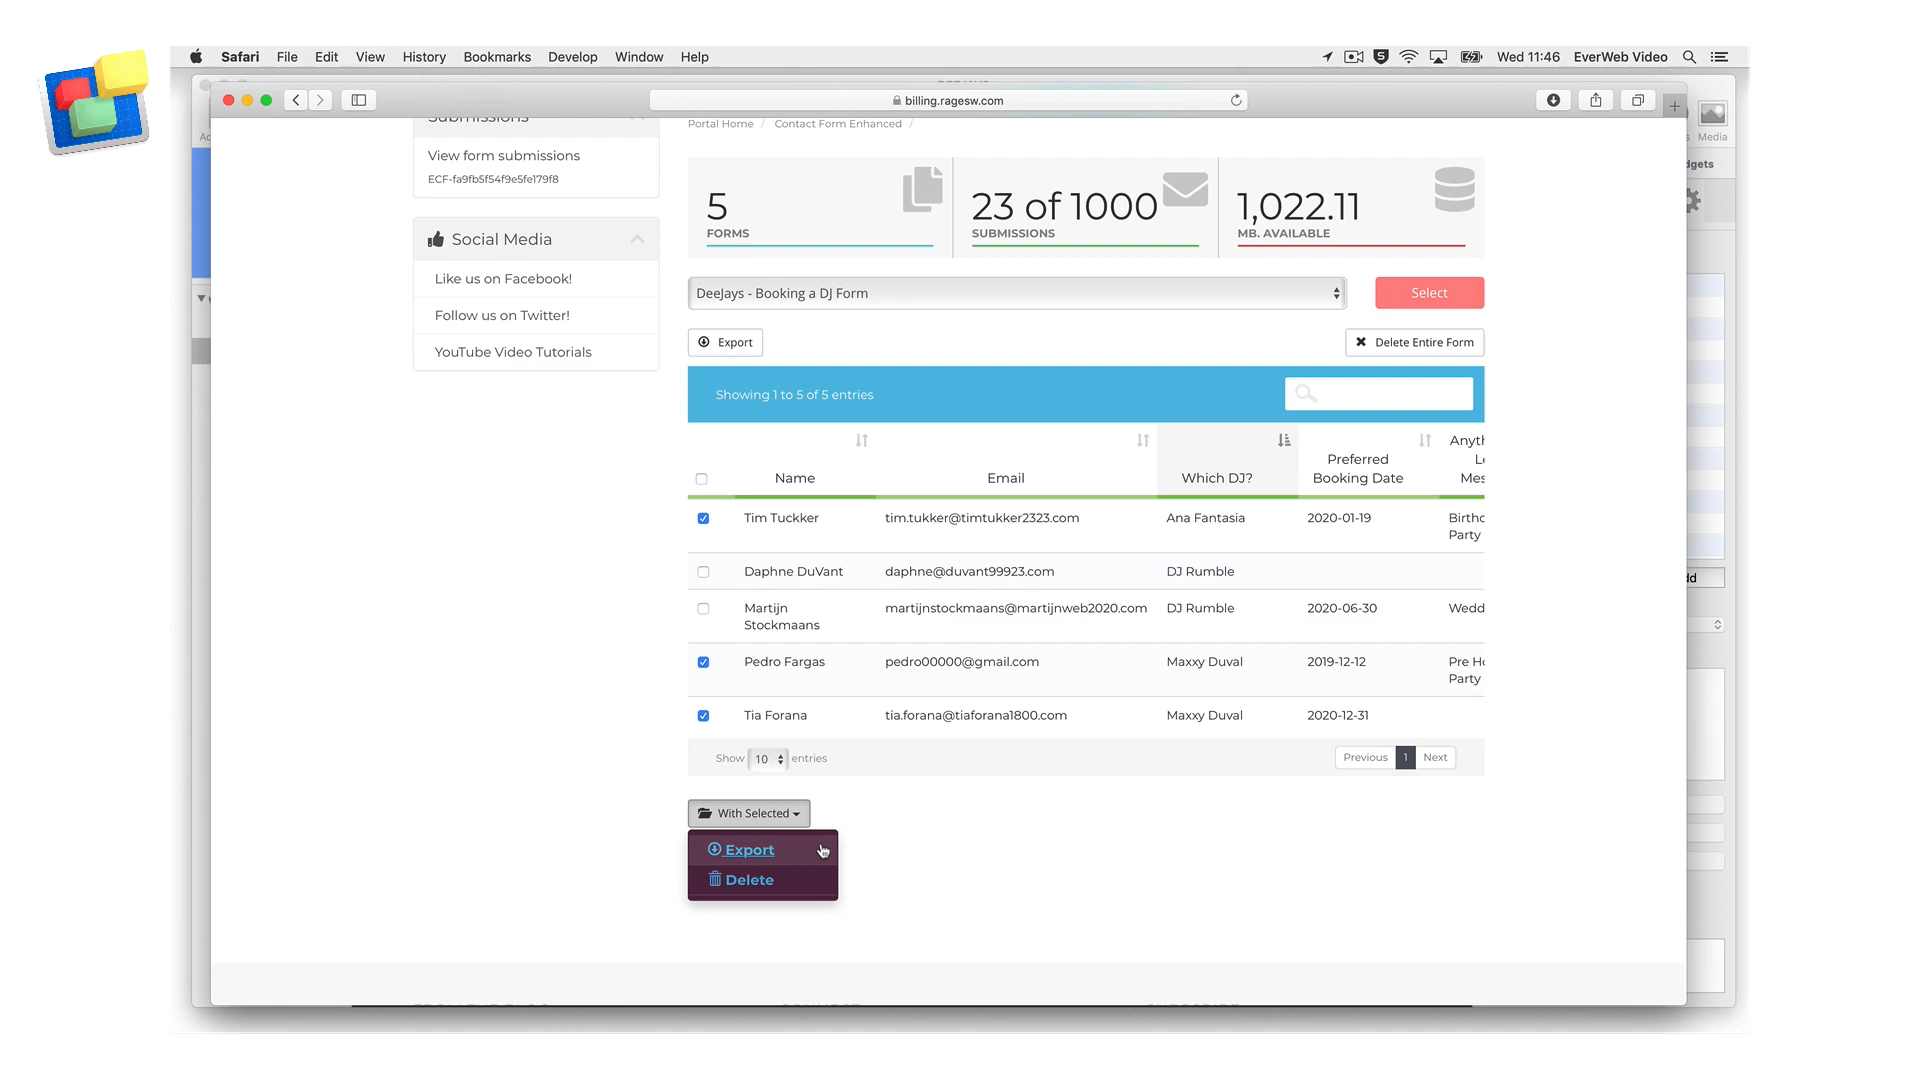 Safari File Edit View History Bookmarks Develop Window Help
Wed 11:46 EverWeb Video
billing.ragesw.com
Media
Submissions
View form submissions
ECF-fa9fb5f54f9e5fe179f8
Social Media
Like us on Facebook!
Follow us on Twitter!
YouTube Video Tutorials
Portal Home / Contact Form Enhanced /
5
FORMS
23 of 1000
SUBMISSIONS
1,022.11
MB. AVAILABLE
DeeJays - Booking a DJ Form
Select
Export
Delete Entire Form
Showing 1 to 5 of 5 entries
Name
Email
Which DJ?
Preferred
Booking Date
Tim Tuckker tim.tukker@timtukker2323.com Ana Fantasia 2020-01-19
Party
Daphne DuVant daphne@duvant99923.com DJ Rumble
Martijn martijnstockmaans@martijnweb2020.com DJ Rumble 2020-06-30 Wedd
Stockmaans
Pedro Fargas pedro00000@gmail.com Maxxy Duval 2019-12-12 Pre
Party
Tia Forana tia.forana@tiaforana1800.com Maxxy Duval 2020-12-31
Show 10 entries
Previous 1 Next
With Selected
Export
Delete